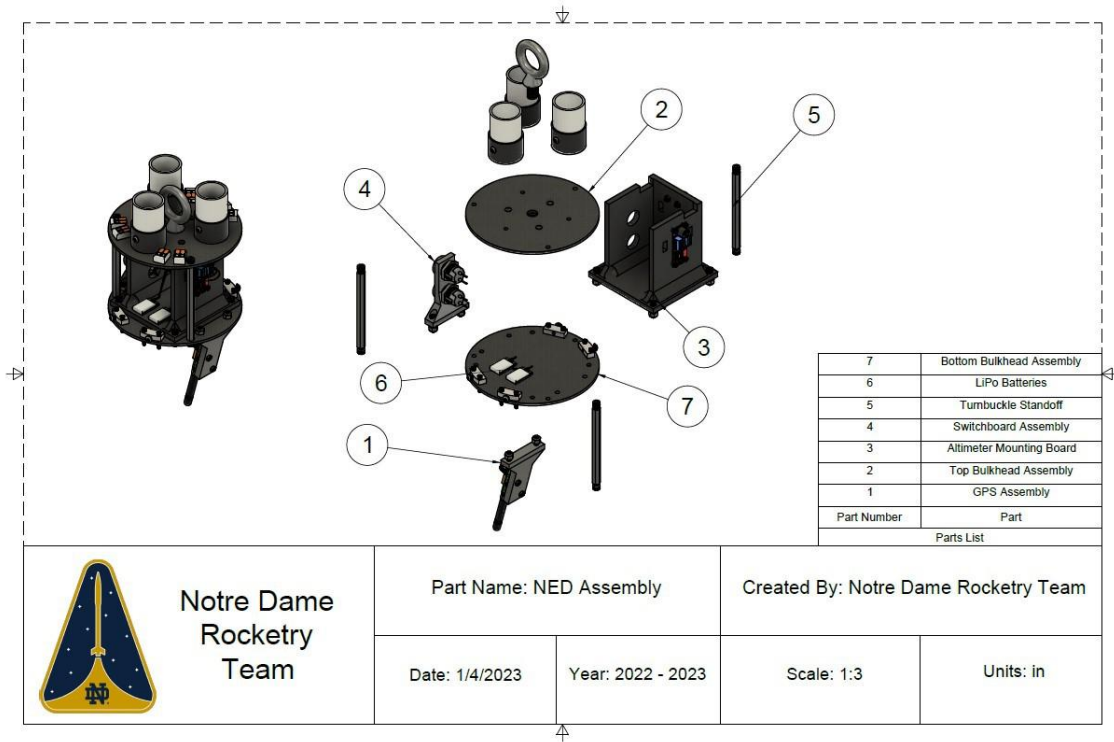 2
5
4
3
6
7
1
7 Bottom Bulkhead Assembly
6 LiPo Batteries
5 Turnbuckle Standoff
4 Switchboard Assembly
3 Altimeter Mounting Board
2 Top Bulkhead Assembly
1 GPS Assembly
Part Number Part
Parts List
Notre Dame
Rocketry
Team
ND
Part Name: NED Assembly
Created By: Notre Dame Rocketry Team
Date: 1/4/2023
Year: 2022 - 2023
Scale: 1:3
Units: in